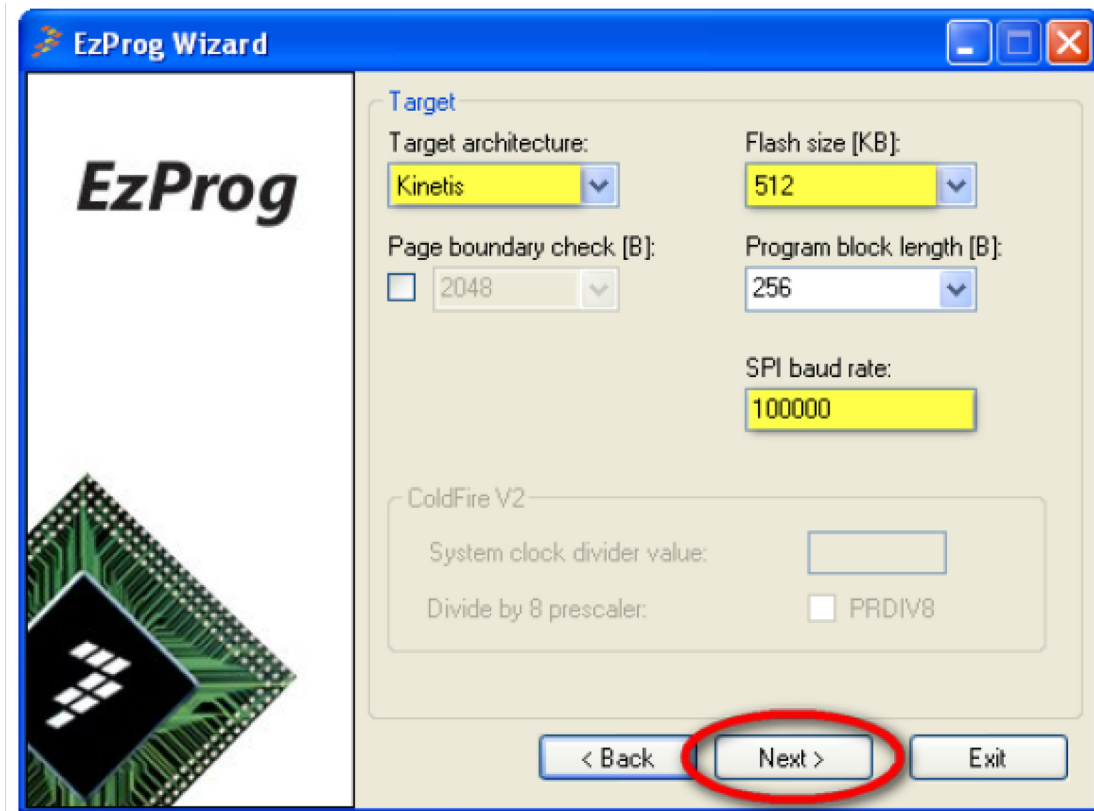 EzProg Wizard
EzProg
Target
Target architecture: Flash size [KB]:
Kinetis 512
Page boundary check [B]: Program block length [B]:
2048 256
SPI baud rate:
100000
ColdFire V2
System clock divider value:
Divide by 8 prescaler: PRDIV8
< Back Next > Exit